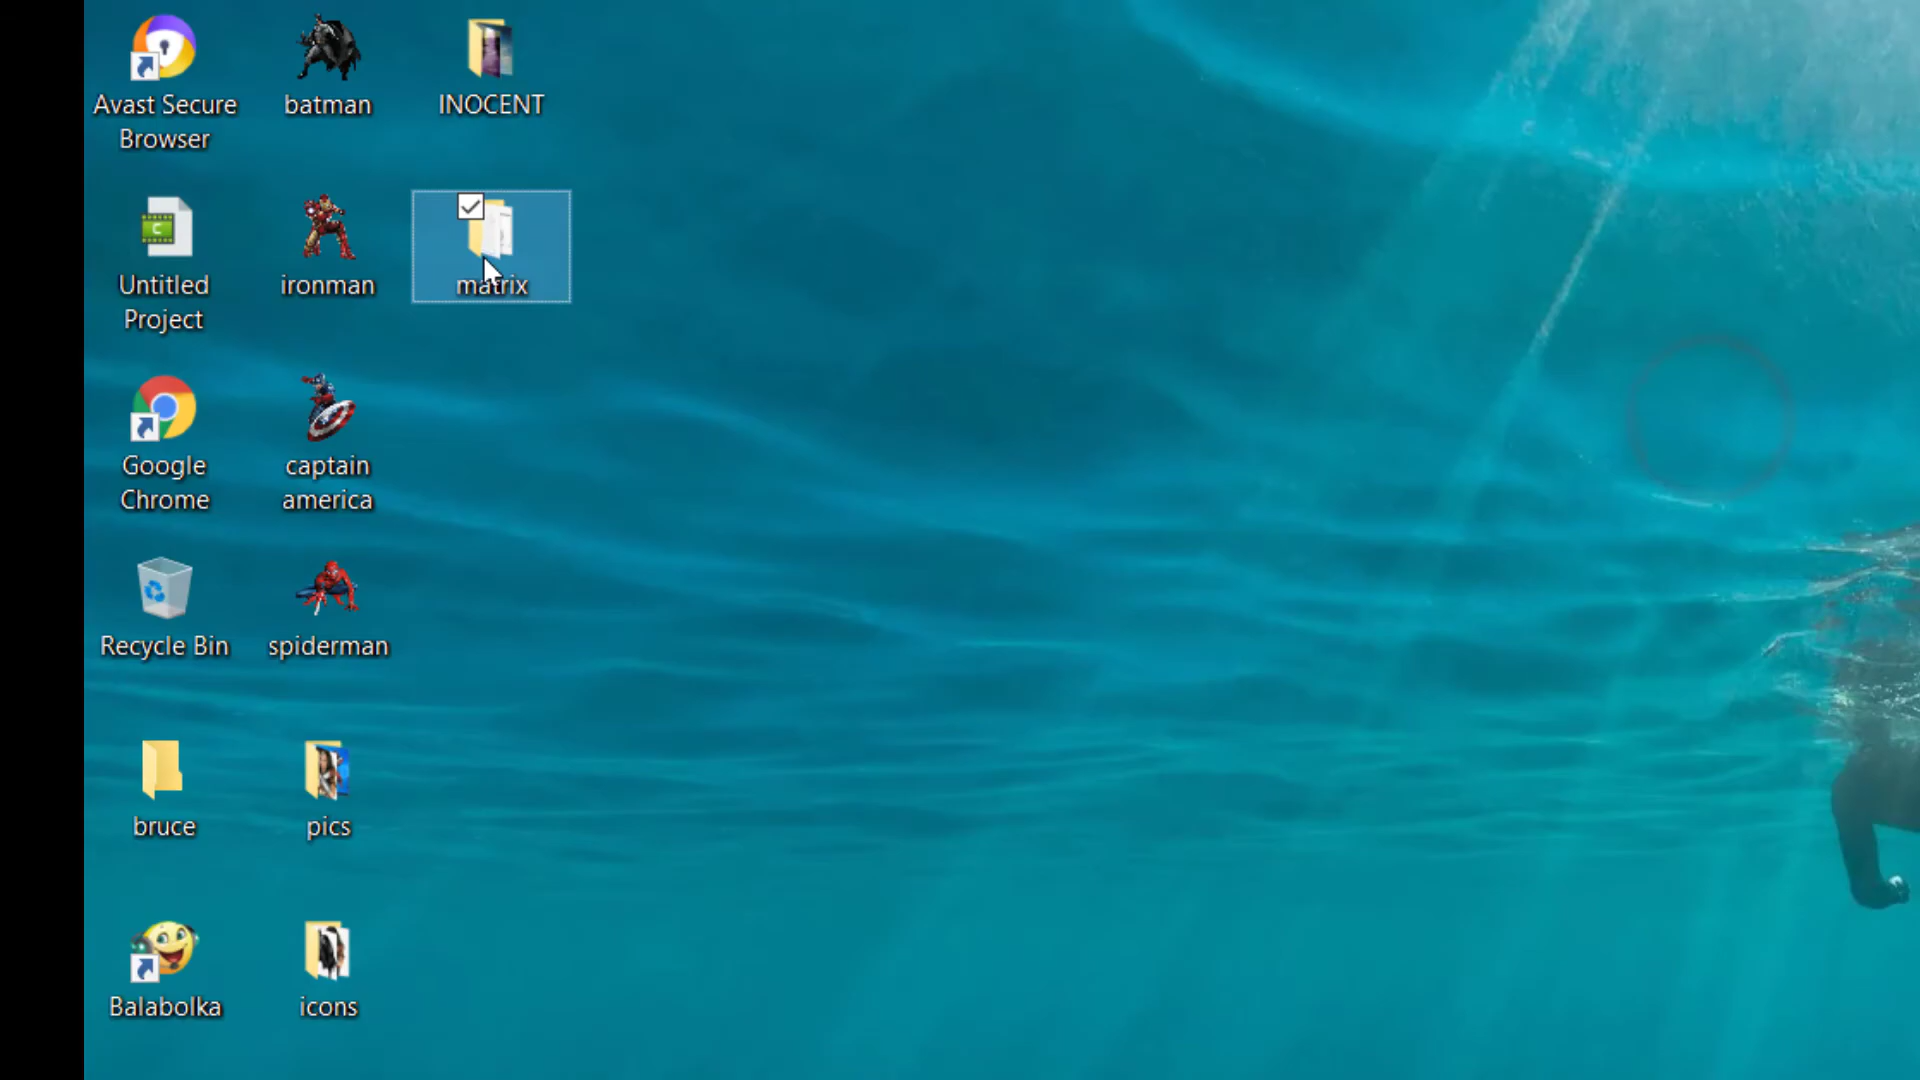 Avast Secure
Browser
batman
INOCENT
Untitled
Project
ironman
matrix
Google
Chrome
captain
america
Recycle Bin
spiderman
bruce
pics
Balabolka
icons